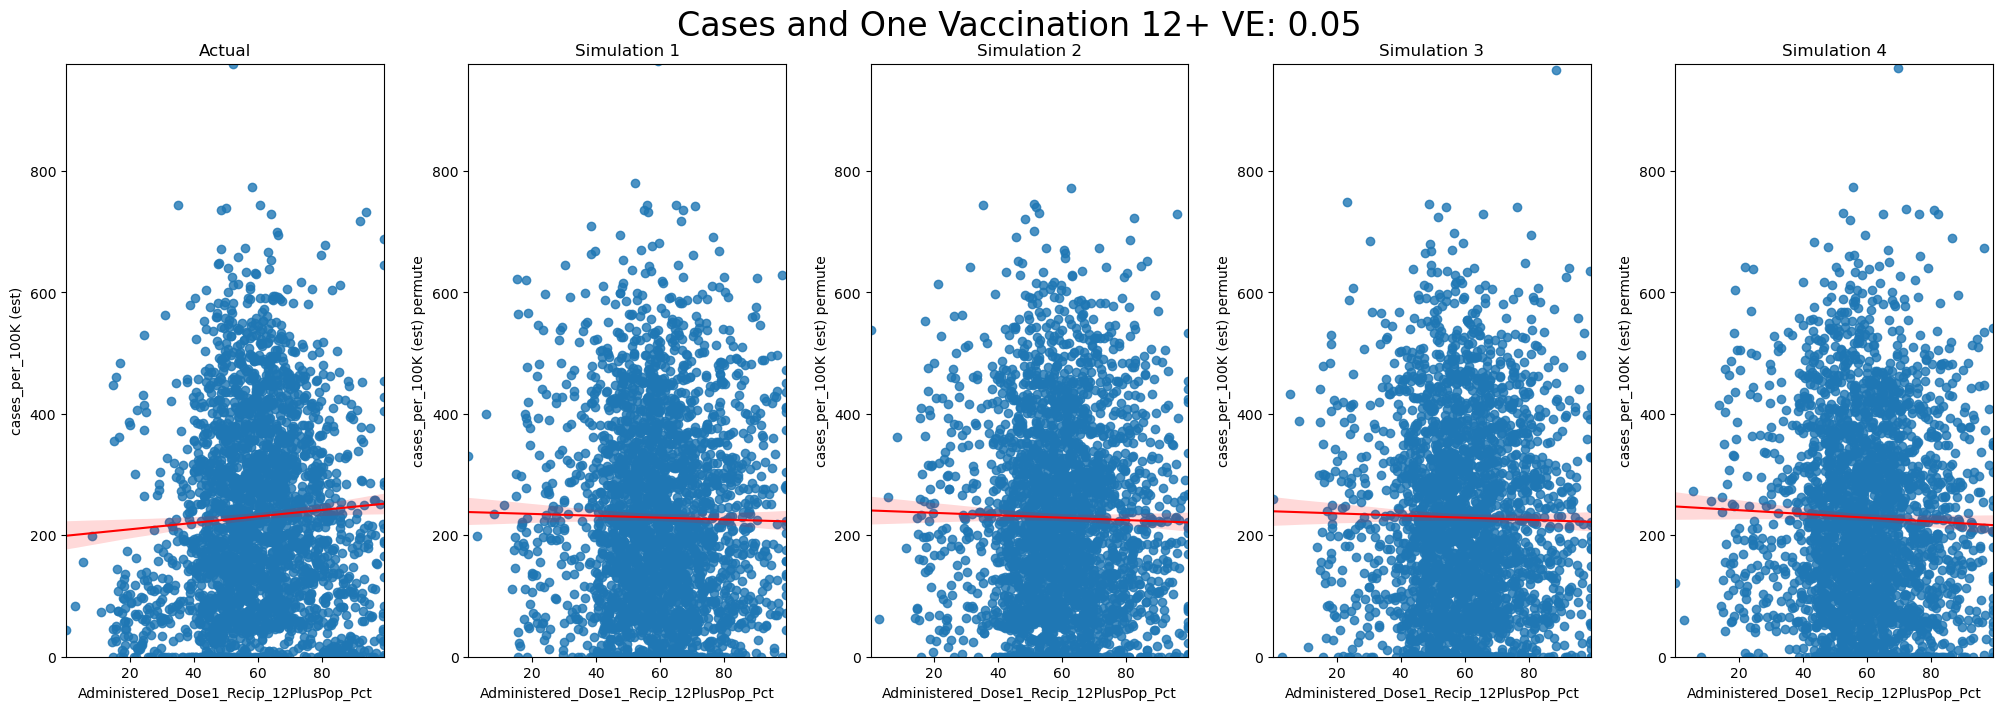 Cases and One Vaccination 12+ VE: 0.05
Actual
cases_per_100K (est)
800
600
400
200
0
20 40 60 80
Administered_Dose1_Recip_12PlusPop_Pct
Simulation 1
cases_per_100K (est) permute
800
600
400
200
0
20 40 60 80
Administered_Dose1_Recip_12PlusPop_Pct
Simulation 2
cases_per_100K (est) permute
800
600
400
200
0
20 40 60 80
Administered_Dose1_Recip_12PlusPop_Pct
Simulation 3
cases_per_100K (est) permute
800
600
400
200
0
20 40 60 80
Administered_Dose1_Recip_12PlusPop_Pct
Simulation 4
cases_per_100K (est) permute
800
600
400
200
0
20 40 60 80
Administered_Dose1_Recip_12PlusPop_Pct